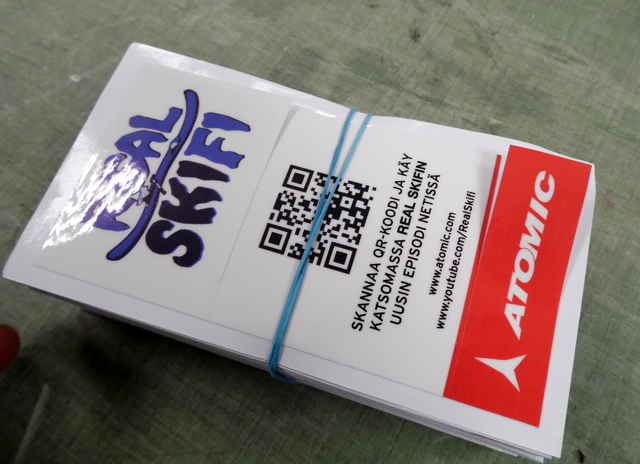 REAL
SKIFI
SKANNAA QR-KOODI JA KÄY
KATSOMASSA REAL SKIFIN
UUSIN EPISODI NETISSÄ
www.atomic.com
www.youtube.com/RealSkifi
ATOMIC